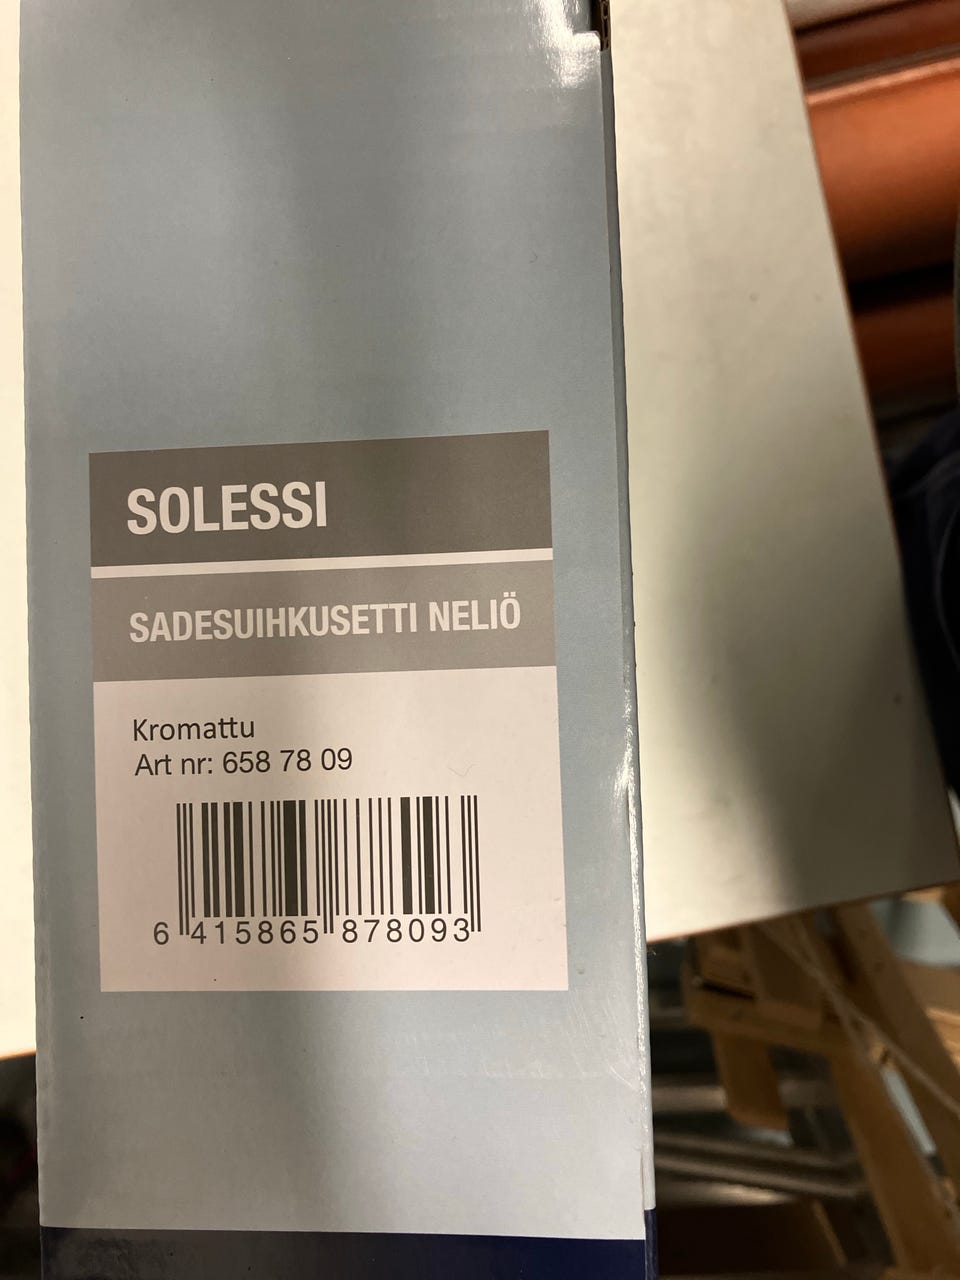 SOLESSI
SADESUIHKUSETTI NELIÖ
Kromattu
Art nr: 658 78 09
6 415865 878093